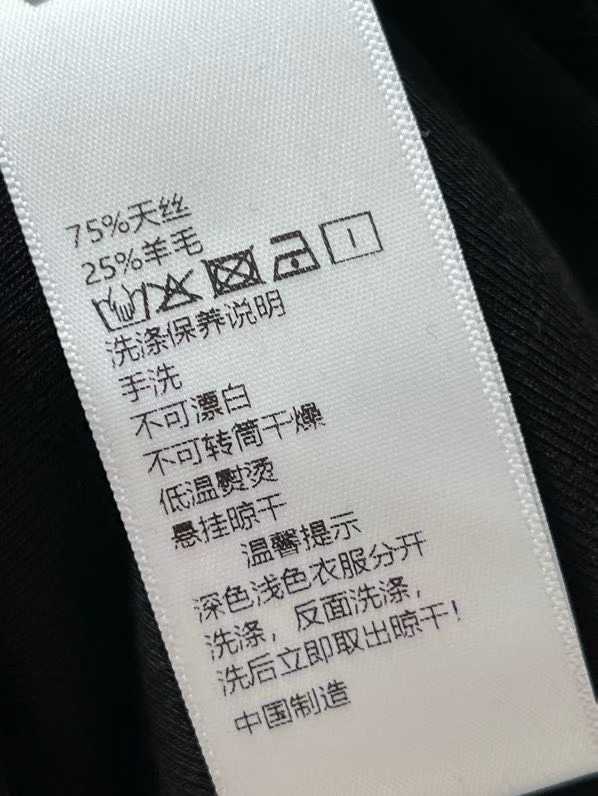 75%天丝
25%羊毛
洗涤保养说明
手洗
不可漂白
不可转筒干燥
低温熨烫
悬挂晾干
温馨提示
深色浅色衣服分开
洗涤，反面洗涤，
洗后立即取出晾干！
中国制造